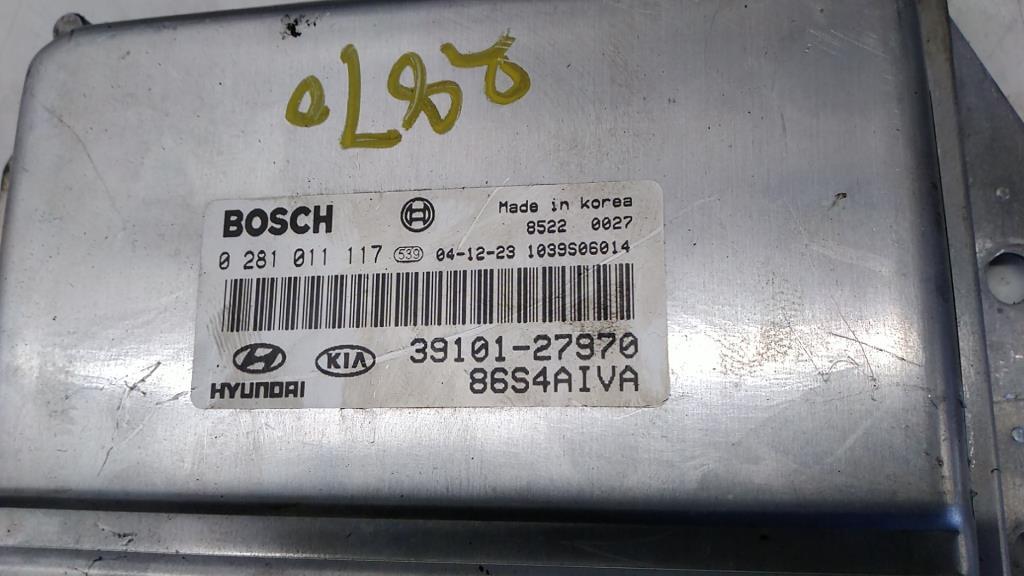 BOSCH
Made in korea
8522 0027
0 281 011 117 539 04-12-23 1039S06014
HYUNDAI KIA 39101-27970
86S4AIVA